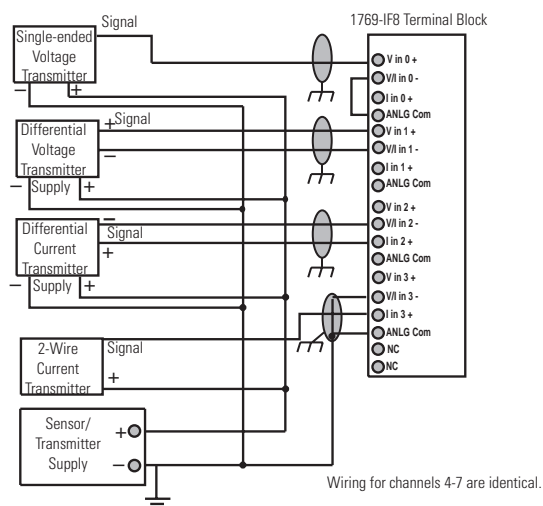 1769-IF8 Terminal Block
Signal
Single-ended
Voltage
Transmitter
– +
+Signal
Differential
Voltage
Transmitter
–
– Supply +
–
Differential
Signal
Current
+
Transmitter
– Supply +
2-Wire
Signal
Current
+
Transmitter
Sensor/
Transmitter
Supply
+
–
V in 0 +
V/I in 0 -
I in 0 +
ANLG Com
V in 1 +
V/I in 1 -
I in 1 +
ANLG Com
V in 2 +
V/I in 2 -
I in 2 +
ANLG Com
V in 3 +
V/I in 3 -
I in 3 +
ANLG Com
NC
NC
Wiring for channels 4-7 are identical.